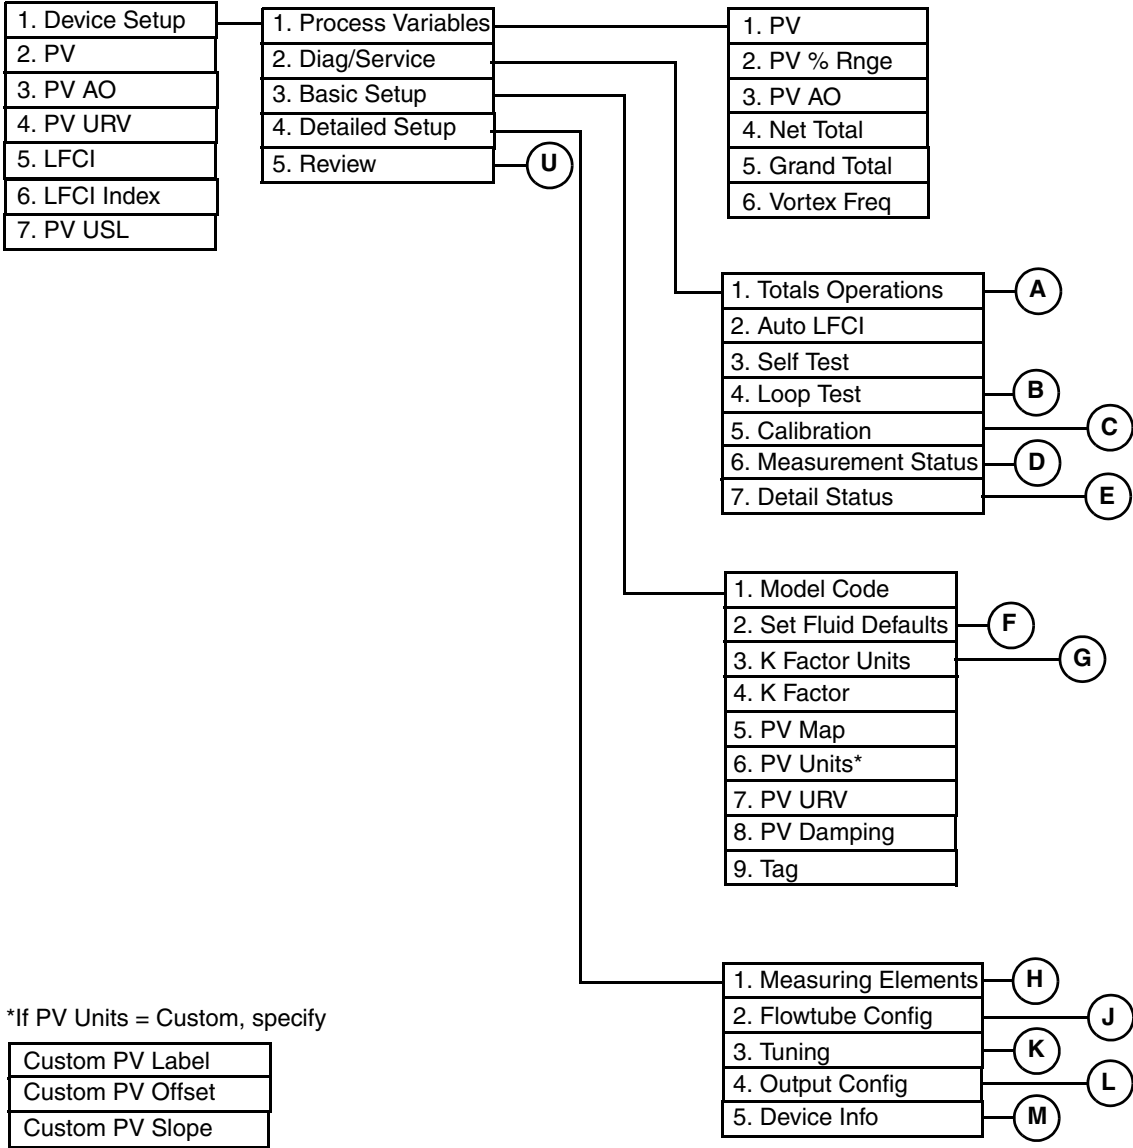 1. Device Setup
2. PV
3. PV AO
4. PV URV
5. LFCI
6. LFCI Index
7. PV USL
1. Process Variables
2. Diag/Service
3. Basic Setup
4. Detailed Setup
5. Review
U
1. PV
2. PV % Rnge
3. PV AO
4. Net Total
5. Grand Total
6. Vortex Freq
1. Totals Operations
A
2. Auto LFCI
3. Self Test
4. Loop Test
B
5. Calibration
C
6. Measurement Status
D
7. Detail Status
E
1. Model Code
2. Set Fluid Defaults
F
3. K Factor Units
G
4. K Factor
5. PV Map
6. PV Units*
7. PV URV
8. PV Damping
9. Tag
1. Measuring Elements
H
2. Flowtube Config
J
3. Tuning
K
4. Output Config
L
5. Device Info
M
*If PV Units = Custom, specify
Custom PV Label
Custom PV Offset
Custom PV Slope